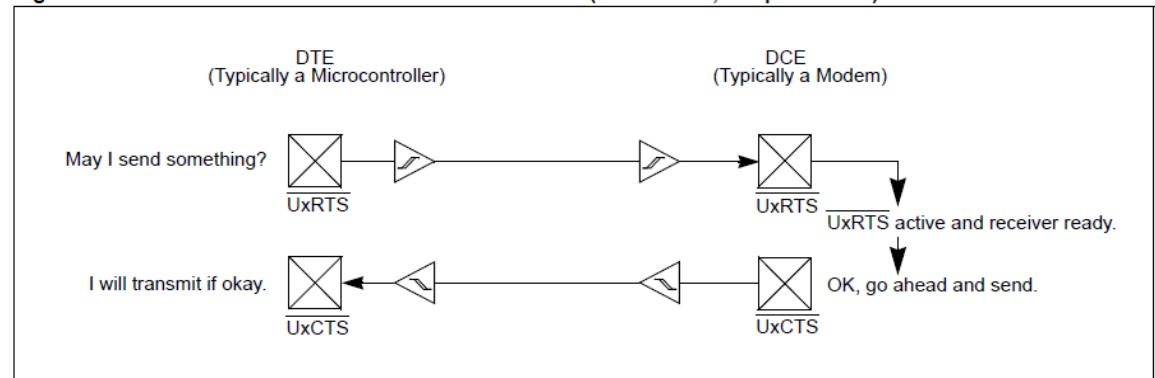 DTE
(Typically a Microcontroller)
DCE
(Typically a Modem)
May I send something?
UxRTS
UxRTS
UxRTS active and receiver ready.
I will transmit if okay.
UxCTS
UxCTS
OK, go ahead and send.